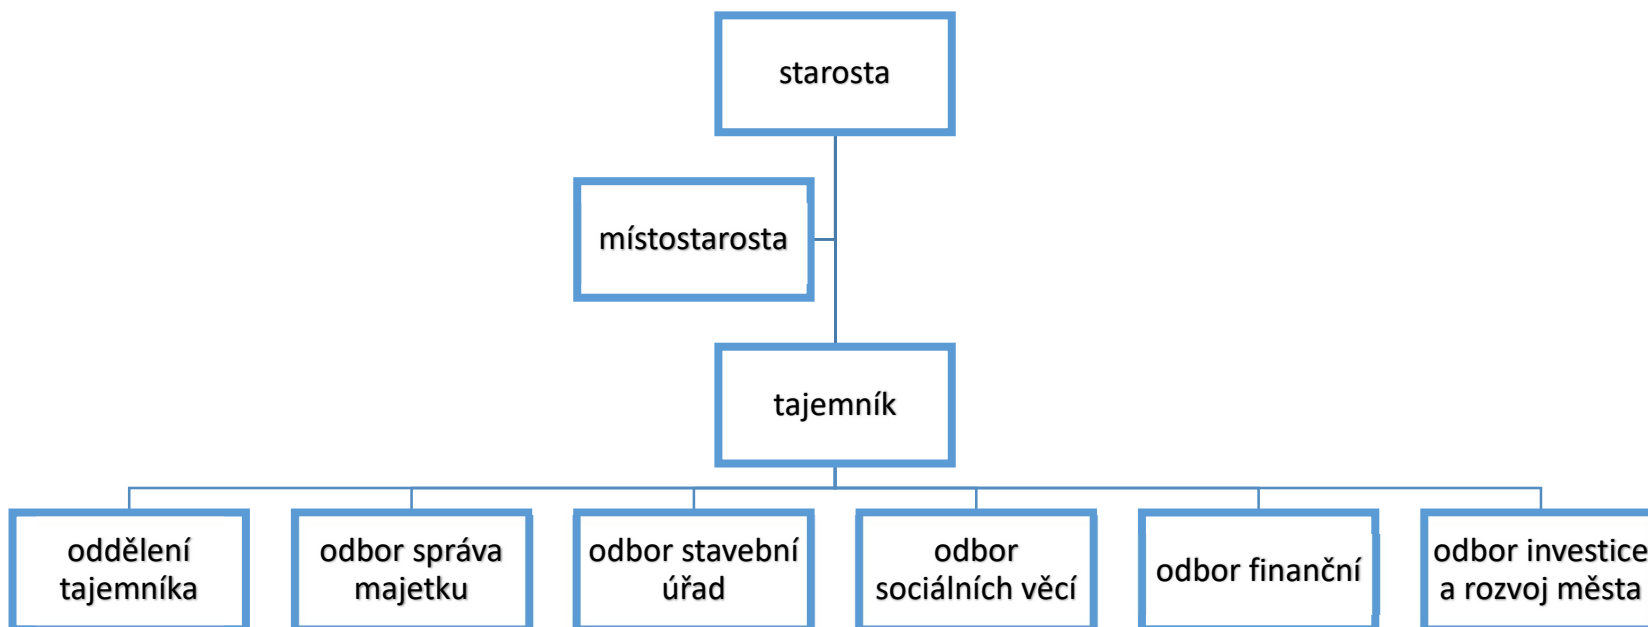 starosta
místostarosta
tajemník
oddělení
tajemníka
odbor správa
majetku
odbor stavební
úřad
odbor
sociálních věcí
odbor finanční
odbor investice
a rozvoj města